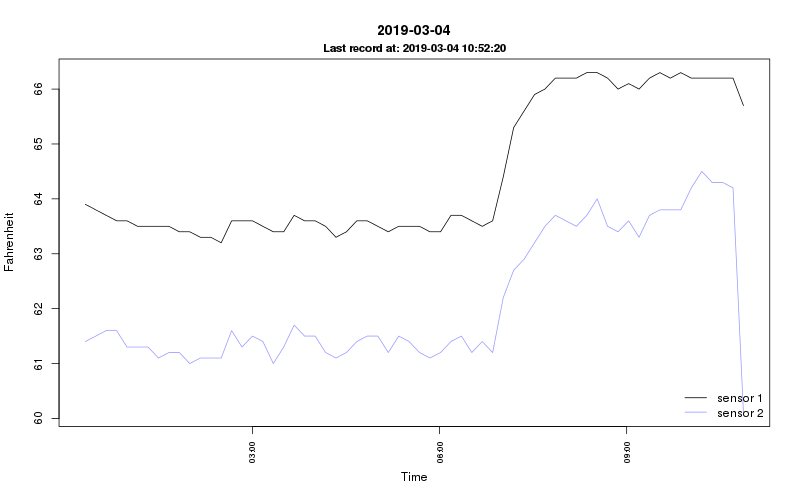 2019-03-04
Last record at: 2019-03-04 10:52:20
Fahrenheit
66
65
64
63
62
61
60
03:00
06:00
09:00
Time
sensor 1
sensor 2